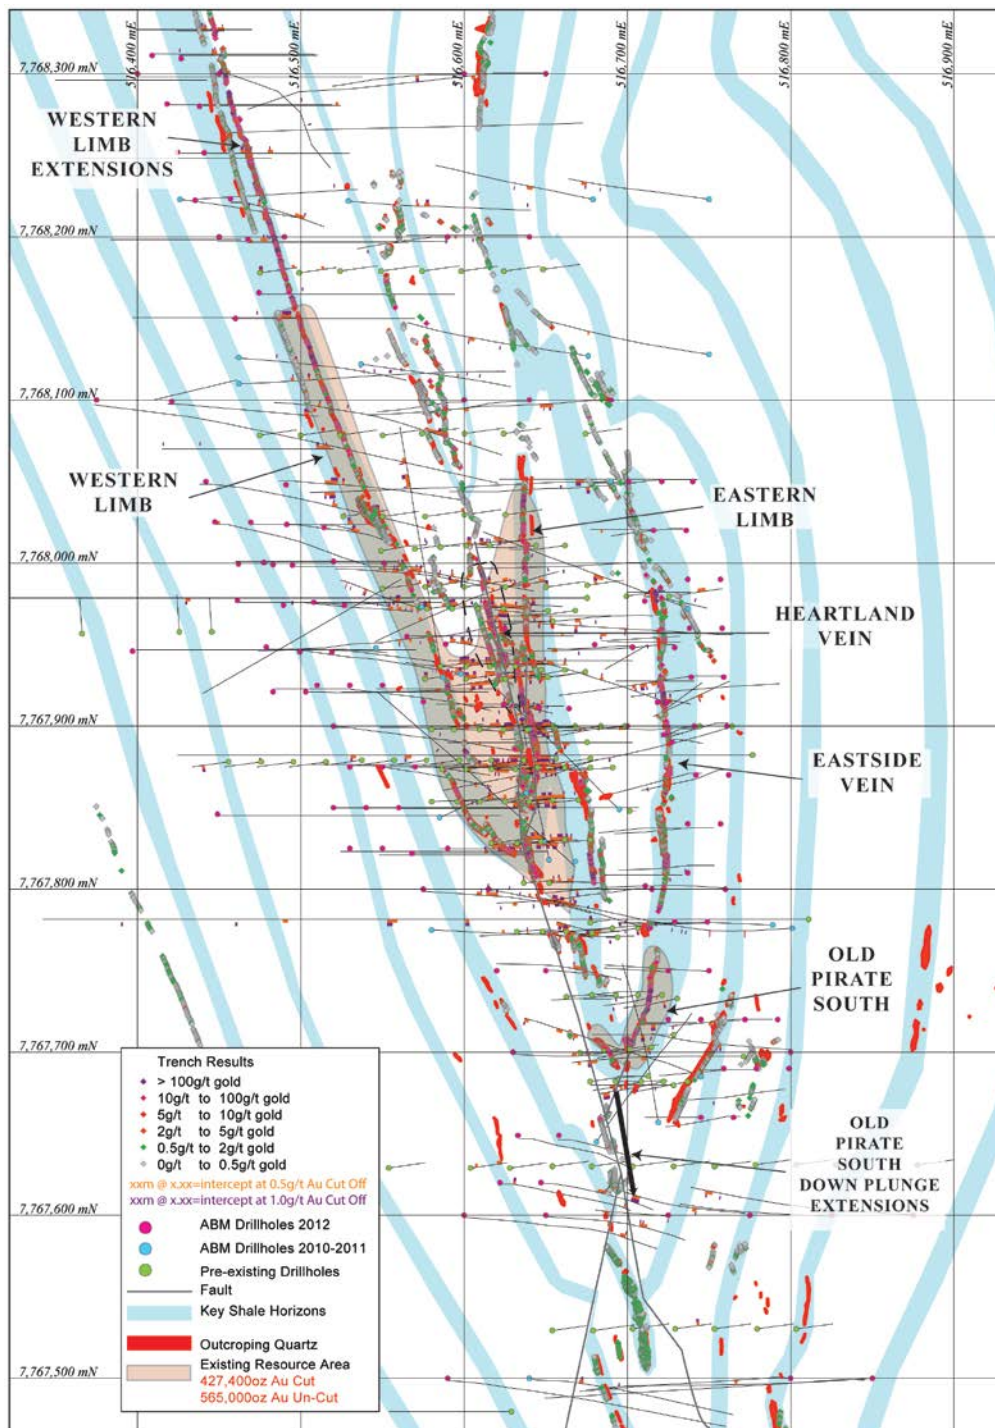 516,400 mE
516,500 mE
516,600 mE
516,700 mE
516,800 mE
516,900 mE
7,768,300 mN
WESTERN
LIMB
EXTENSIONS
7,768,200 mN
7,768,100 mN
WESTERN
LIMB
EASTERN
LIMB
7,768,000 mN
HEARTLAND
VEIN
7,767,900 mN
EASTSIDE
VEIN
7,767,800 mN
OLD
PIRATE
SOUTH
7,767,700 mN
OLD
PIRATE
SOUTH
DOWN PLUNGE
EXTENSIONS
7,767,600 mN
7,767,500 mN
Trench Results
> 100g/t gold
10g/t to 100g/t gold
5g/t to 10g/t gold
2g/t to 5g/t gold
0.5g/t to 2g/t gold
0g/t to 0.5g/t gold
xxm @ x.xx=intercept at 0.5g/t Au Cut Off
xxm @ x.xx=intercept at 1.0g/t Au Cut Off
ABM Drillholes 2012
ABM Drillholes 2010-2011
Pre-existing Drillholes
Fault
Key Shale Horizons
Outcroping Quartz
Existing Resource Area
427,400oz Au Cut
565,000oz Au Un-Cut